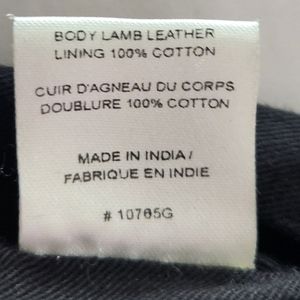 BODY LAMB LEATHER
LINING 100% COTTON
CUIR D'AGNEAU DU CORPS
DOUBLURE 100% COTTON
MADE IN INDIA/
FABRIQUE EN INDIE
# 10765G